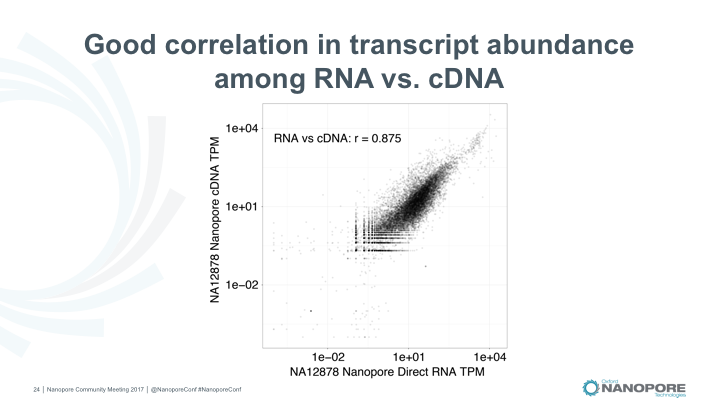 Good correlation in transcript abundance
among RNA vs. cDNA
RNA vs cDNA: r = 0.875
NA12878 Nanopore cDNA TPM
1e+04
1e+01
1e−02
1e−02 1e+01 1e+04
NA12878 Nanopore Direct RNA TPM
24 | Nanopore Community Meeting 2017 | @NanoporeConf #NanoporeConf
Oxford
NANOPORE
Technologies